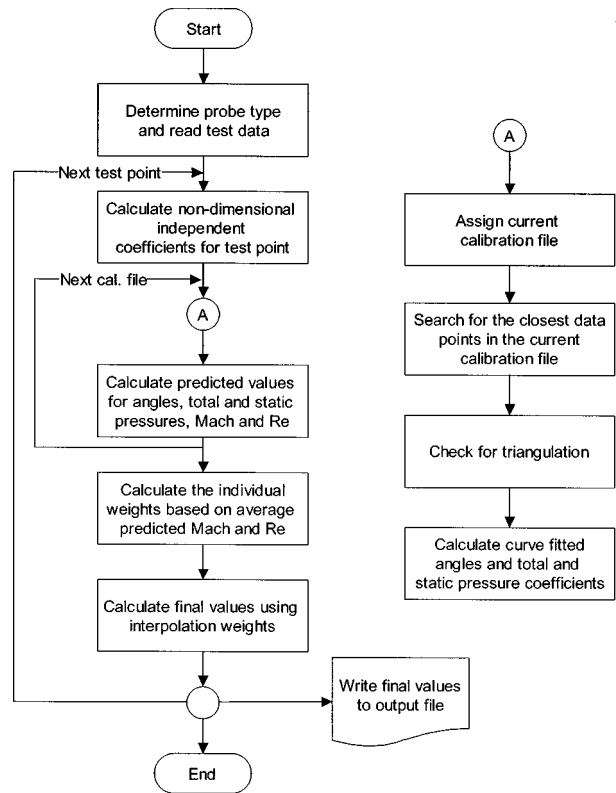 Start
Determine probe type
and read test data
Next test point
Calculate non-dimensional
independent
coefficients for test point
Next cal. file
A
Calculate predicted values
for angles, total and static
pressures, Mach and Re
Calculate the individual
weights based on average
predicted Mach and Re
Calculate final values using
interpolation weights
Write final values
to output file
End
A
Assign current
calibration file
Search for the closest data
points in the current
calibration file
Check for triangulation
Calculate curve fitted
angles and total and
static pressure coefficients